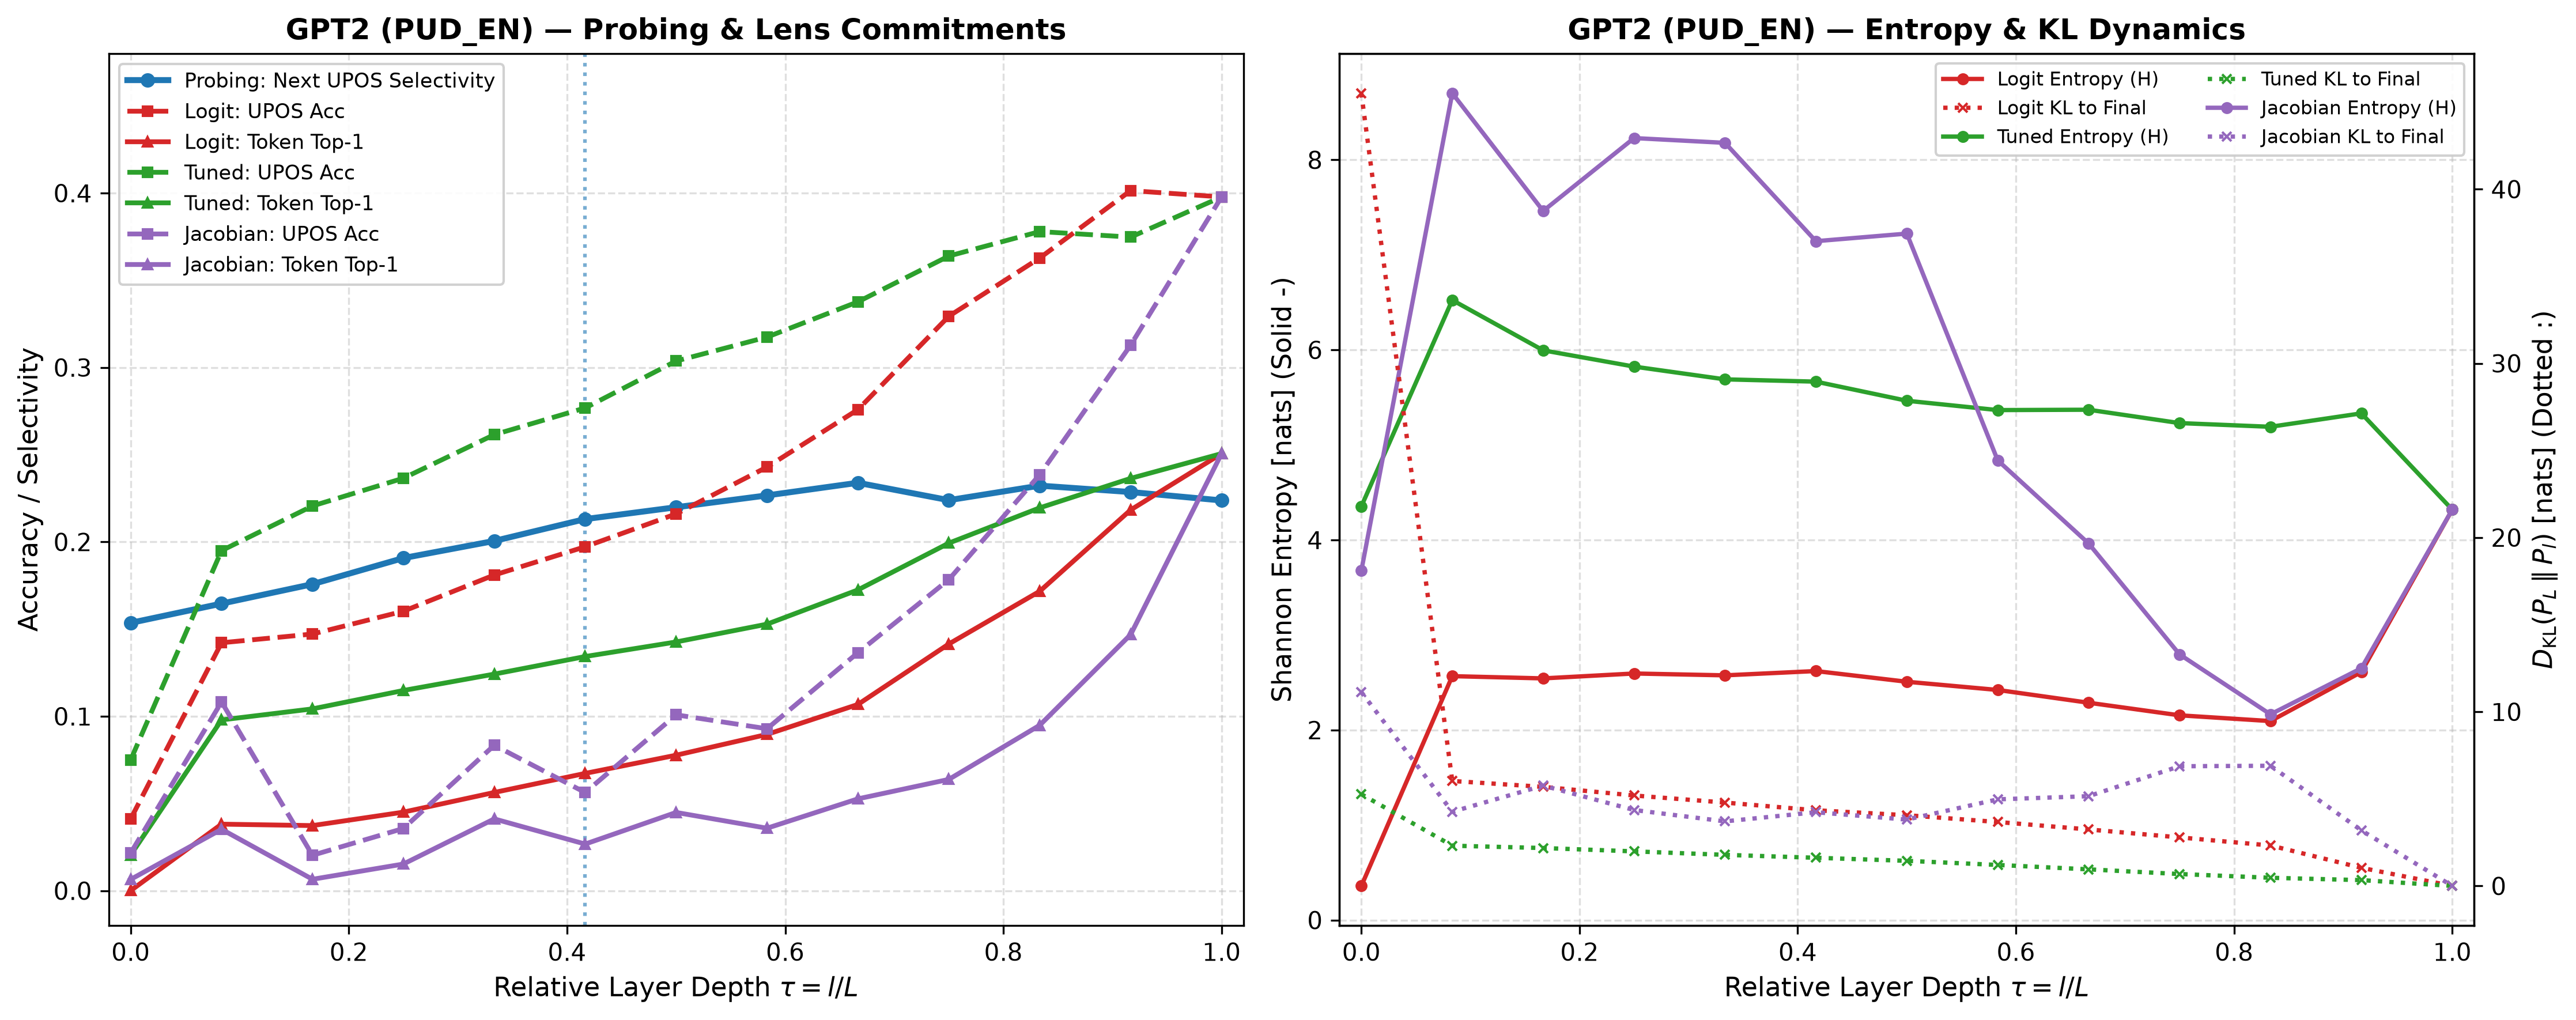 GPT2 (PUD_EN) — Probing & Lens Commitments
Probing: Next UPOS Selectivity
Logit: UPOS Acc
Logit: Token Top-1
Tuned: UPOS Acc
Tuned: Token Top-1
Jacobian: UPOS Acc
Jacobian: Token Top-1
Accuracy / Selectivity
0.4
0.3
0.2
0.1
0.0
0.0 0.2 0.4 0.6 0.8 1.0
Relative Layer Depth τ = l/L
GPT2 (PUD_EN) — Entropy & KL Dynamics
Logit Entropy (H)
Logit KL to Final
Tuned Entropy (H)
Tuned KL to Final
Jacobian Entropy (H)
Jacobian KL to Final
Shannon Entropy [nats] (Solid -)
8
6
4
2
0
40
30
20
10
0
D_KL(P_L ∥ P_l) [nats] (Dotted :)
0.0 0.2 0.4 0.6 0.8 1.0
Relative Layer Depth τ = l/L